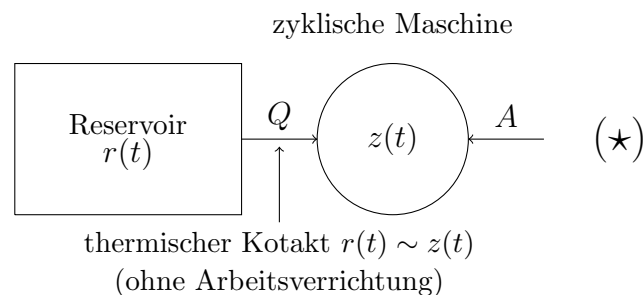 zyklische Maschine
Reservoir
r(t)
Q
z(t)
A
(⋆)
thermischer Kotakt r(t) ∼ z(t)
(ohne Arbeitsverrichtung)